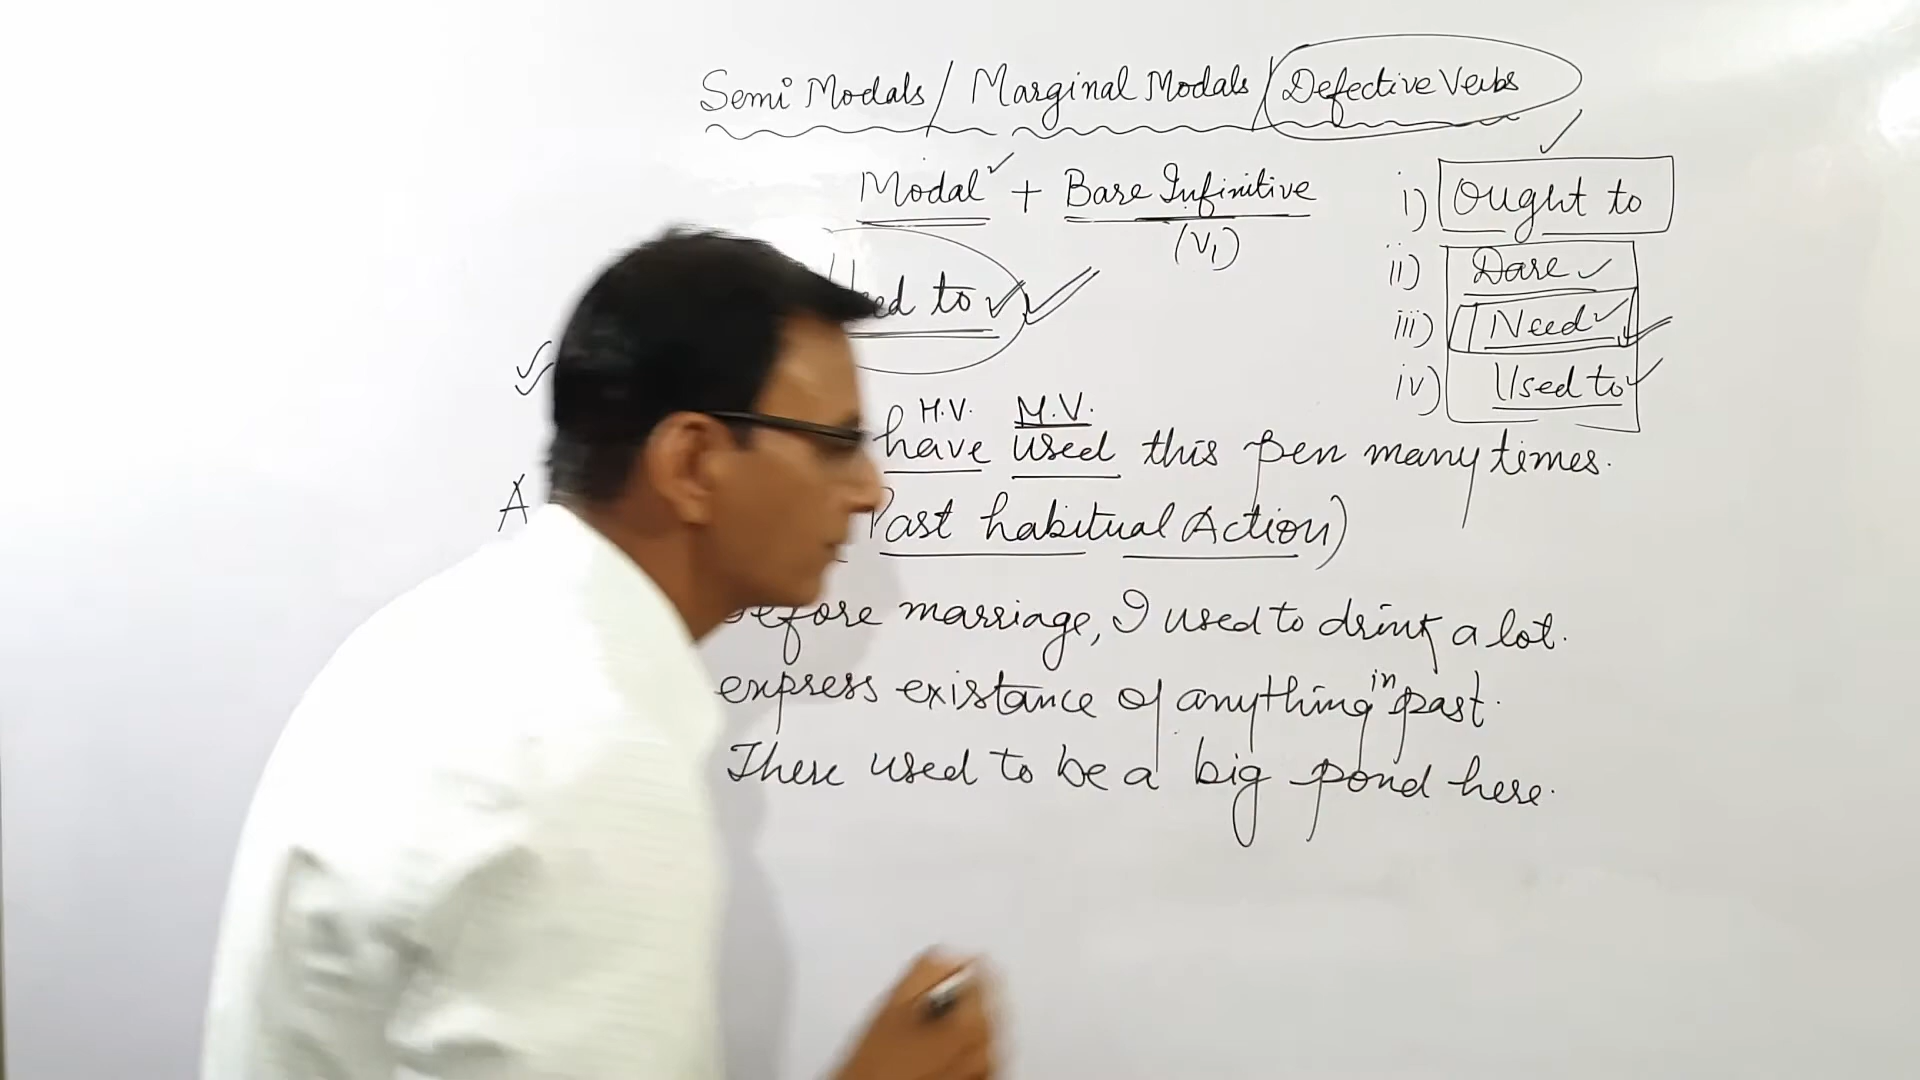 Semi Modals / Marginal Modals / Defective Verbs
Modal + Bare Infinitive
(V1)
i) Ought to
ii) Dare
iii) Need
iv) Used to
to
H.V. M.V.
have used this pen many times.
A
Past habitual Action)
Before marriage, I used to drink a lot.
express existance of anything in past.
There used to be a big pond here.